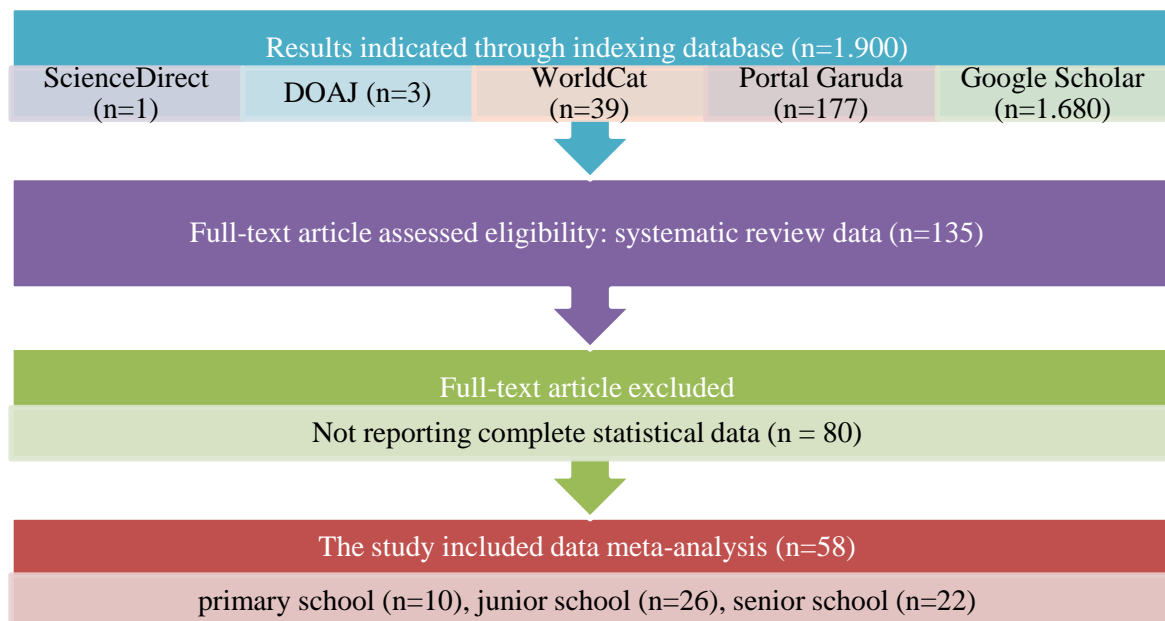 Results indicated through indexing database (n=1.900)
ScienceDirect
(n=1)
DOAJ (n=3)
WorldCat
(n=39)
Portal Garuda
(n=177)
Google Scholar
(n=1.680)
Full-text article assessed eligibility: systematic review data (n=135)
Full-text article excluded
Not reporting complete statistical data (n = 80)
The study included data meta-analysis (n=58)
primary school (n=10), junior school (n=26), senior school (n=22)